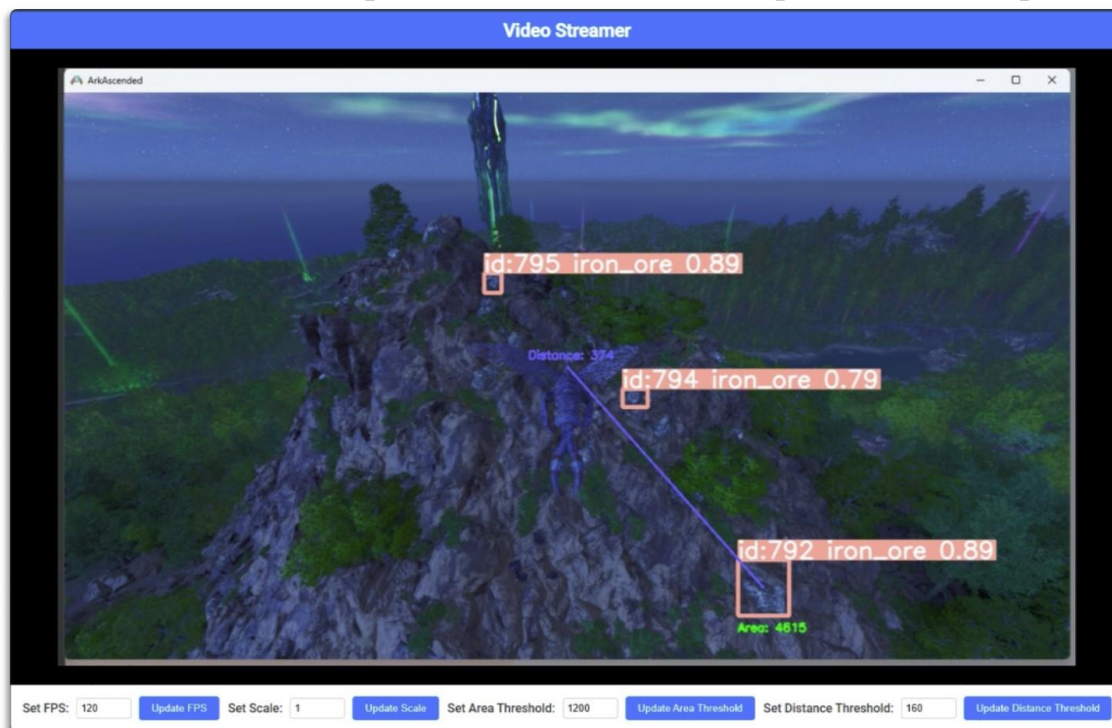 Video Streamer
ArkAscended
id:795 iron_ore 0.89
Distance: 374
id:794 iron_ore 0.79
id:792 iron_ore 0.89
Area: 4615
Set FPS: 120 Update FPS Set Scale: 1 Update Scale Set Area Threshold: 1200 Update Area Threshold Set Distance Threshold: 160 Update Distance Threshold